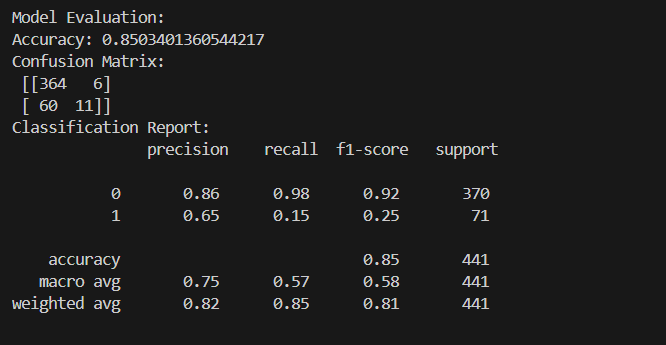 Model Evaluation:
Accuracy: 0.8503401360544217
Confusion Matrix:
 [[364   6]
 [ 60  11]]
Classification Report:
              precision    recall  f1-score   support

           0       0.86      0.98      0.92       370
           1       0.65      0.15      0.25        71

    accuracy                           0.85       441
   macro avg       0.75      0.57      0.58       441
weighted avg       0.82      0.85      0.81       441